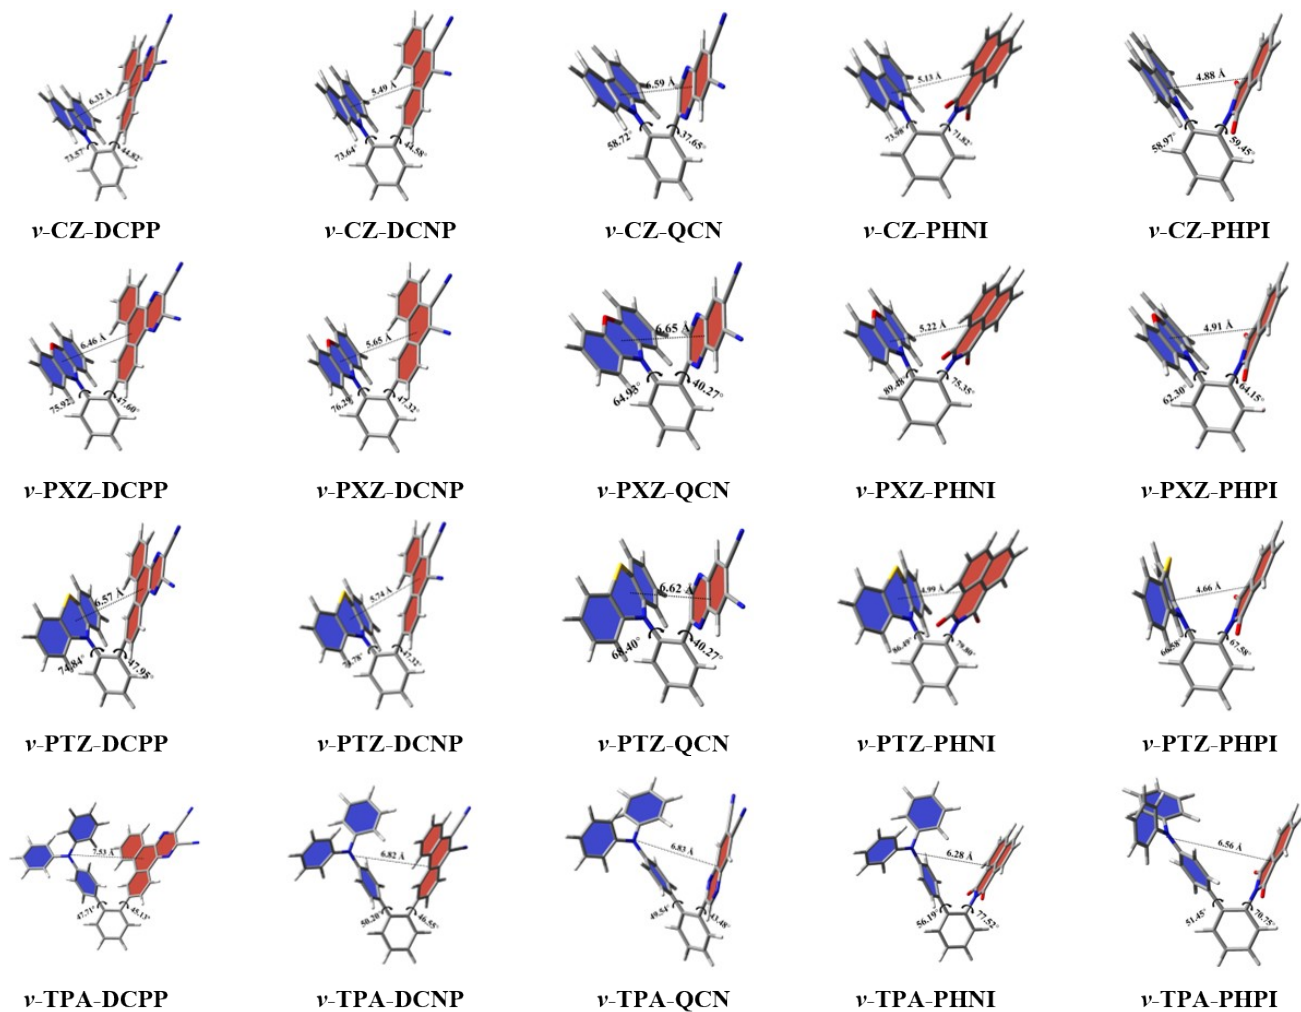 6.32 Å 5.49 Å 6.59 Å 5.13 Å 4.88 Å
73.57° 44.82° 73.64° 44.58° 58.72° 37.65° 73.98° 71.82° 58.97° 59.45°
v-CZ-DCPP v-CZ-DCNP v-CZ-QCN v-CZ-PHNI v-CZ-PHPI
6.46 Å 5.65 Å 6.65 Å 5.22 Å 4.91 Å
75.92° 47.60° 76.29° 47.32° 64.93° 40.27° 89.48° 75.35° 62.30° 64.15°
v-PXZ-DCPP v-PXZ-DCNP v-PXZ-QCN v-PXZ-PHNI v-PXZ-PHPI
6.57 Å 5.74 Å 6.62 Å 4.99 Å 4.66 Å
74.84° 47.95° 47.32° 68.40° 40.27° 86.49° 79.80° 66.58° 67.58°
v-PTZ-DCPP v-PTZ-DCNP v-PTZ-QCN v-PTZ-PHNI v-PTZ-PHPI
7.53 Å 6.82 Å 6.83 Å 6.28 Å 6.56 Å
47.71° 45.13° 50.20° 46.55° 49.54° 43.48° 56.19° 77.52° 51.45° 70.75°
v-TPA-DCPP v-TPA-DCNP v-TPA-QCN v-TPA-PHNI v-TPA-PHPI